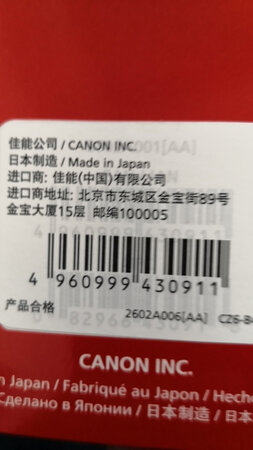 佳能公司 / CANON INC.
日本制造 / Made in Japan
进口商: 佳能(中国)有限公司
进口商地址: 北京市东城区金宝街89号
金宝大厦15层 邮编100005
4 960999 430911
产品合格
2602A006[AA] CZ6-B
CANON INC.
n Japan / Fabriqué au Japon / Hecho
Сделано в Японии / 日本制造 / 日本